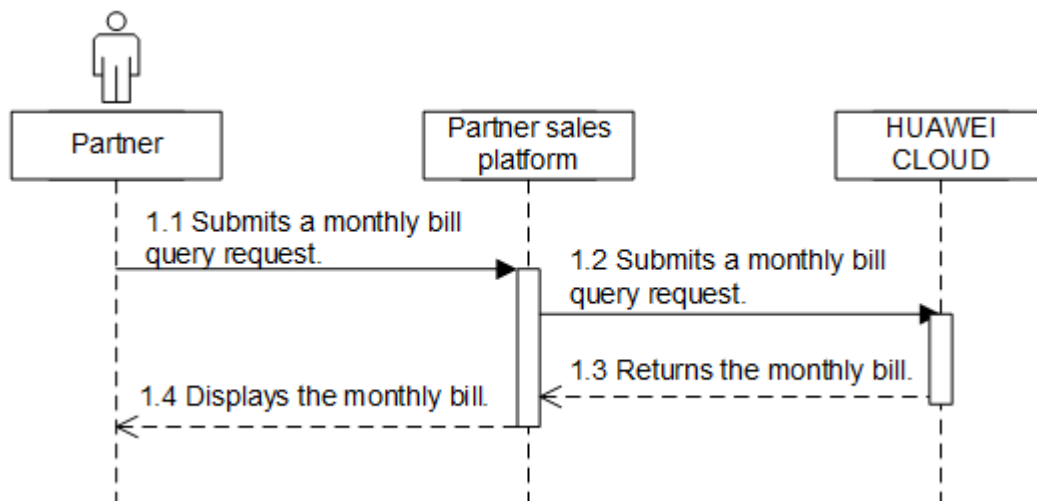 Partner
Partner sales
platform
HUAWEI
CLOUD
1.1 Submits a monthly bill
query request.
1.2 Submits a monthly bill
query request.
1.3 Returns the monthly bill.
1.4 Displays the monthly bill.